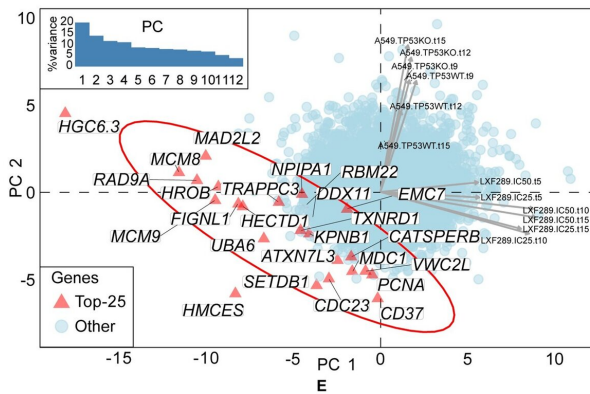 10
5
0
-5
PC 2
%variance
20
15
10
5
0
PC
1 2 3 4 5 6 7 8 9 10 11 12
A549.TP53KO.t15
A549.TP53KO.t12
A549.TP53KO.t9
A549.TP53WT.t9
A549.TP53WT.t12
A549.TP53WT.t15
HGC6.3
MAD2L2
MCM8
NPIPA1
RBM22
RAD9A
DDX11
EMC7
LXF289.IC50.t5
HROB
TRAPPC3
LXF289.IC25.t5
FIGNL1
HECTD1
TXNRD1
LXF289.IC50.t10
MCM9
KPNB1
CATSPERB
LXF289.IC50.t15
LXF289.IC25.t15
LXF289.IC25.t10
UBA6
ATXN7L3
MDC1
VWC2L
SETDB1
PCNA
HMCES
CDC23
CD37
Genes
Top-25
Other
-15 -10 -5 0 5 10
PC 1
E